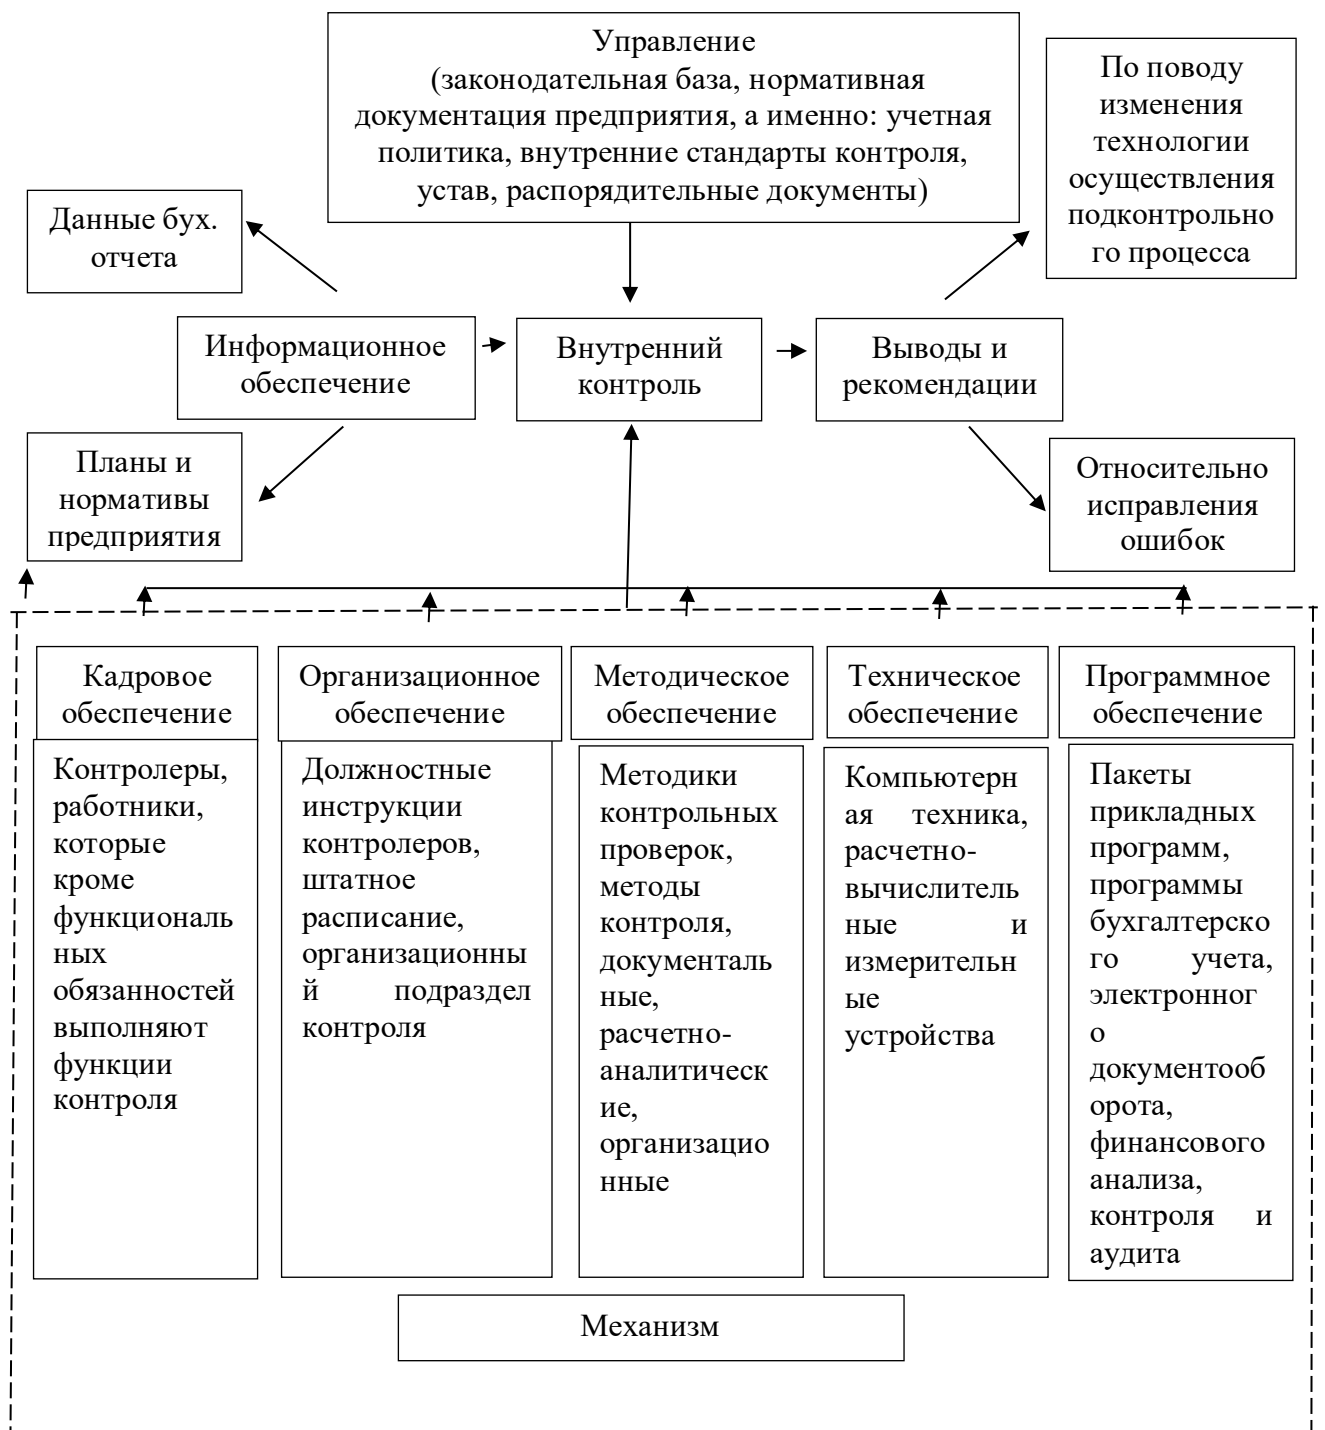 Управление
(законодательная база, нормативная
документация предприятия, а именно: учетная
политика, внутренние стандарты контроля,
устав, распорядительные документы)
По поводу
изменения
технологии
осуществления
подконтрольно
го процесса
Данные бух.
отчета
Информационное
обеспечение
Внутренний
контроль
Выводы и
рекомендации
Планы и
нормативы
предприятия
Относительно
исправления
ошибок
Кадровое
обеспечение
Организационное
обеспечение
Методическое
обеспечение
Техническое
обеспечение
Программное
обеспечение
Контролеры,
работники,
которые
кроме
функциональ
ных
обязанностей
выполняют
функции
контроля
Должностные
инструкции
контролеров,
штатное
расписание,
организационны
й подраздел
контроля
Методики
контрольных
проверок,
методы
контроля,
документаль
ные,
расчетно-
аналитическ
ие,
организацио
нные
Компьютерн
ая техника,
расчетно-
вычислитель
ные и
измерительн
ые
устройства
Пакеты
прикладных
программ,
программы
бухгалтерско
го учета,
электронног
о
документооб
орота,
финансового
анализа,
контроля и
аудита
Механизм